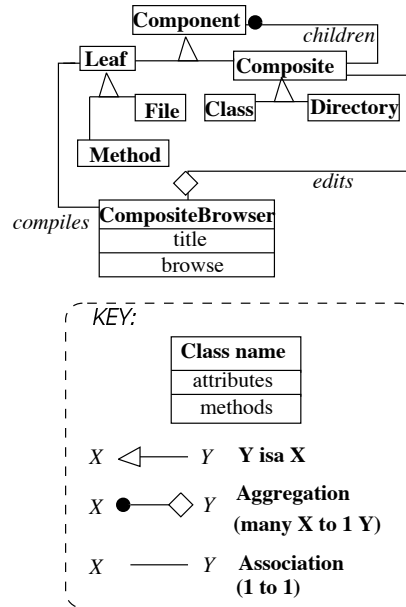 Component
children
Leaf
Composite
File
Class
Directory
Method
edits
compiles
CompositeBrowser
title
browse
KEY:
Class name
attributes
methods
X Y Y isa X
X Y Aggregation
(many X to 1 Y)
X Y Association
(1 to 1)